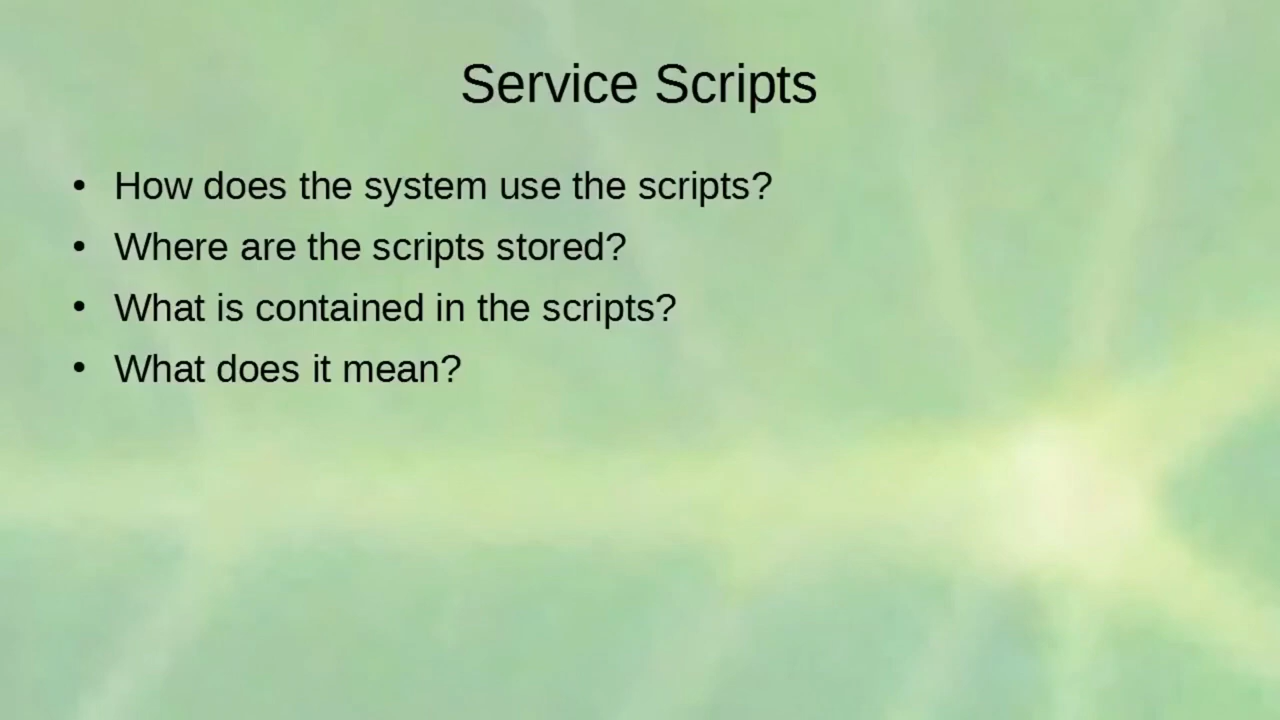 Service Scripts
• How does the system use the scripts?
• Where are the scripts stored?
• What is contained in the scripts?
• What does it mean?